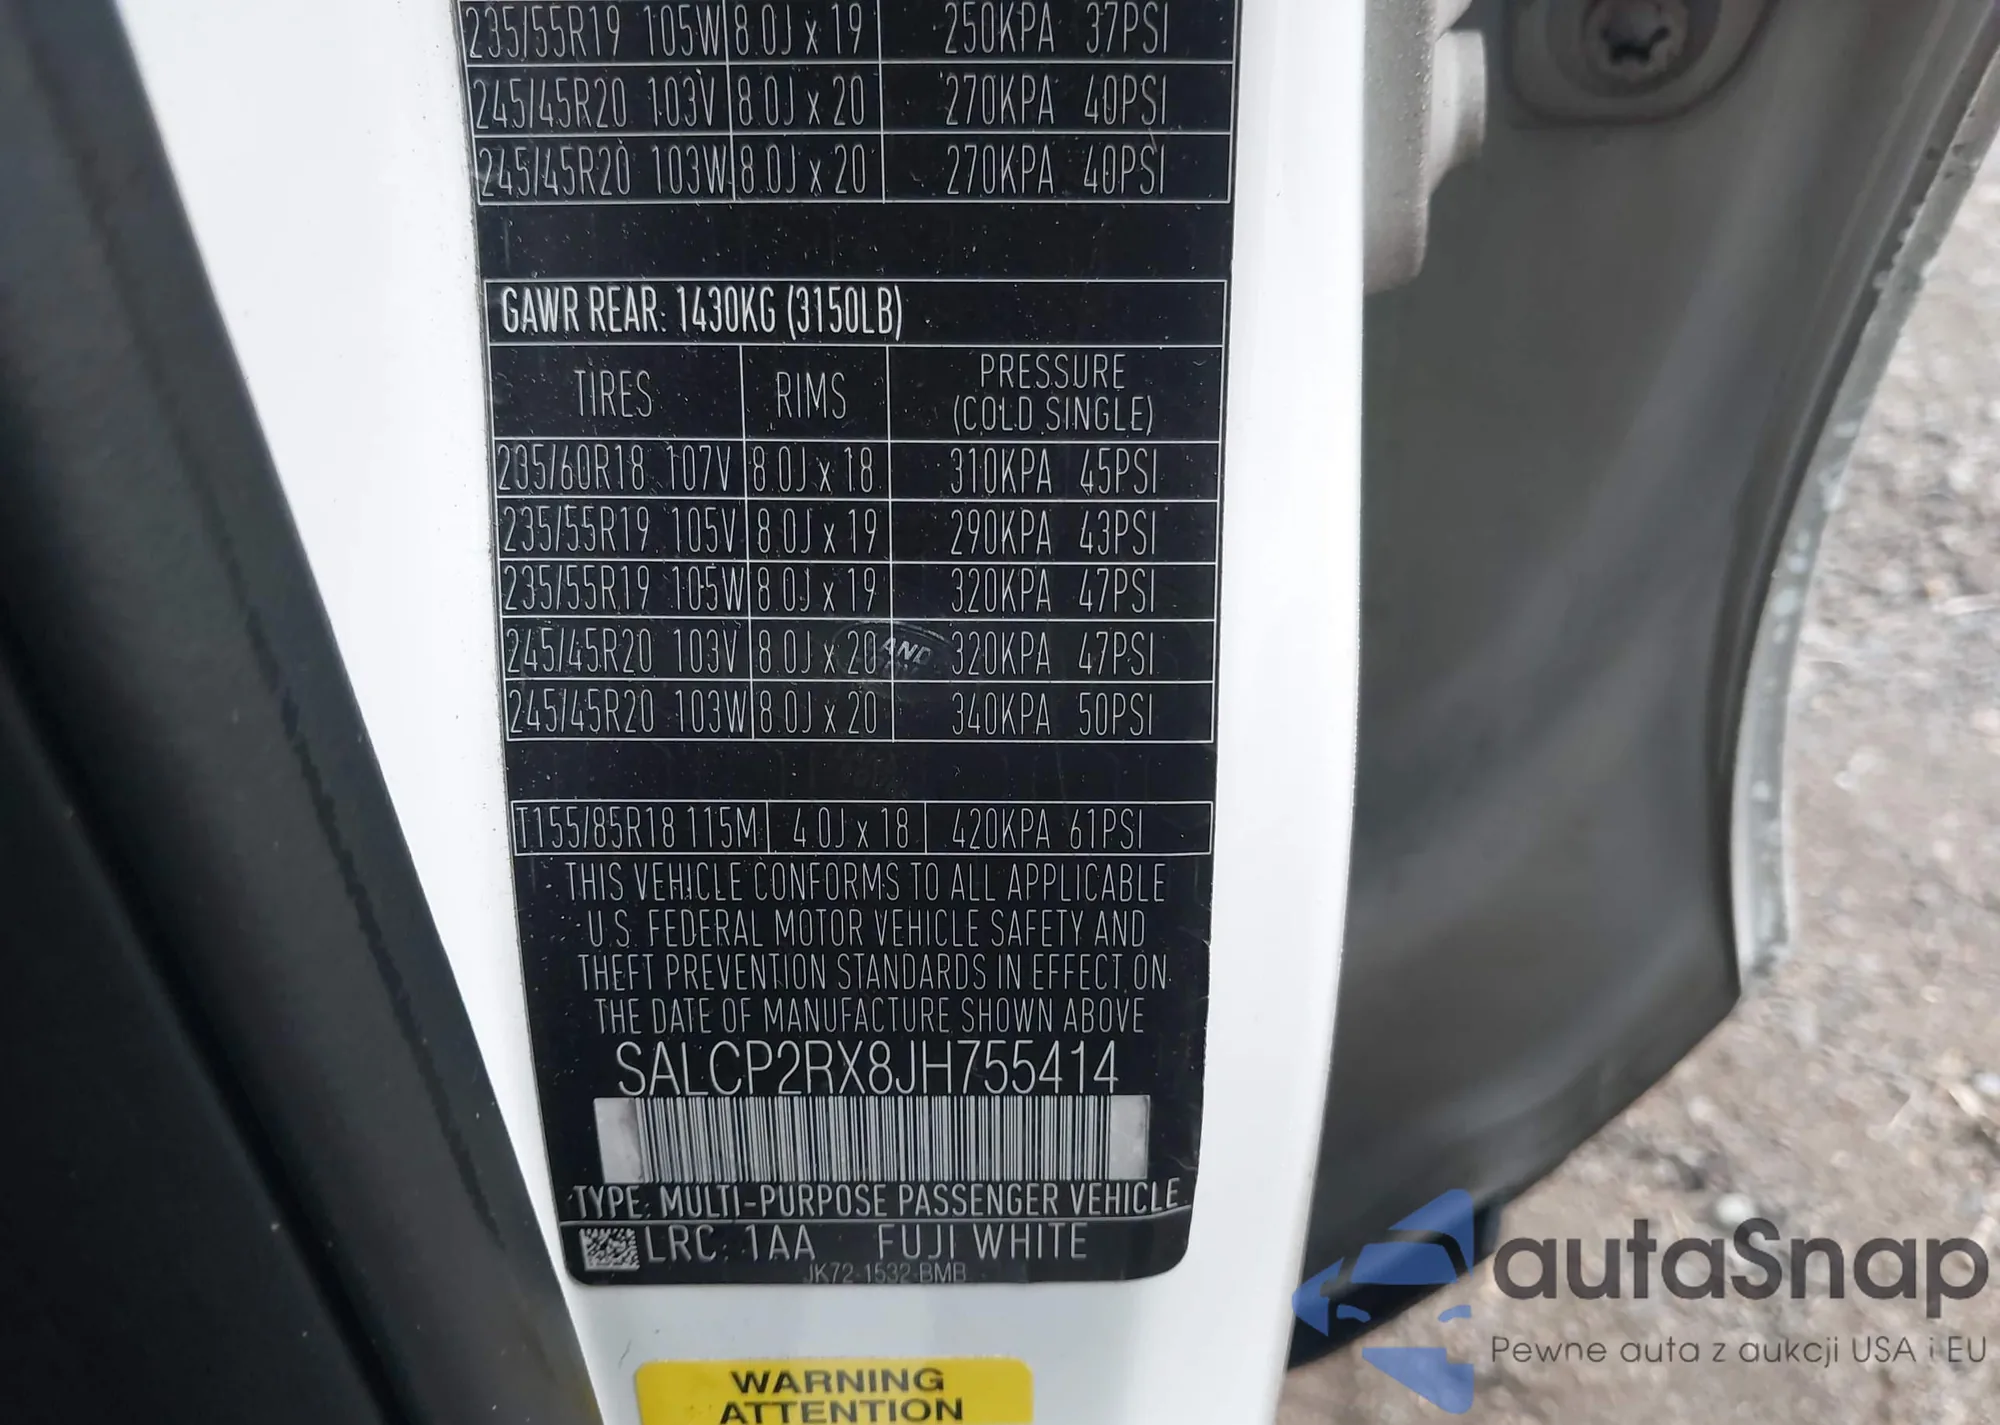 235/55R19 105W 8.0J x 19 250KPA 37PSI
245/45R20 103V 8.0J x 20 270KPA 40PSI
245/45R20 103W 8.0J x 20 270KPA 40PSI
GAWR REAR: 1430KG (3150LB)
TIRES RIMS PRESSURE
(COLD SINGLE)
235/60R18 107V 8.0J x 18 310KPA 45PSI
235/55R19 105V 8.0J x 19 290KPA 43PSI
235/55R19 105W 8.0J x 19 320KPA 47PSI
245/45R20 103V 8.0J x 20 320KPA 47PSI
245/45R20 103W 8.0J x 20 340KPA 50PSI
T155/85R18 115M 4.0J x 18 420KPA 61PSI
THIS VEHICLE CONFORMS TO ALL APPLICABLE
U.S. FEDERAL MOTOR VEHICLE SAFETY AND
THEFT PREVENTION STANDARDS IN EFFECT ON
THE DATE OF MANUFACTURE SHOWN ABOVE
SALCP2RX8JH755414
TYPE: MULTI-PURPOSE PASSENGER VEHICLE
LRC: 1AA FUJI WHITE
JK72-1532-BMB
WARNING
ATTENTION
autaSnap
Pewne auta z aukcji USA i EU